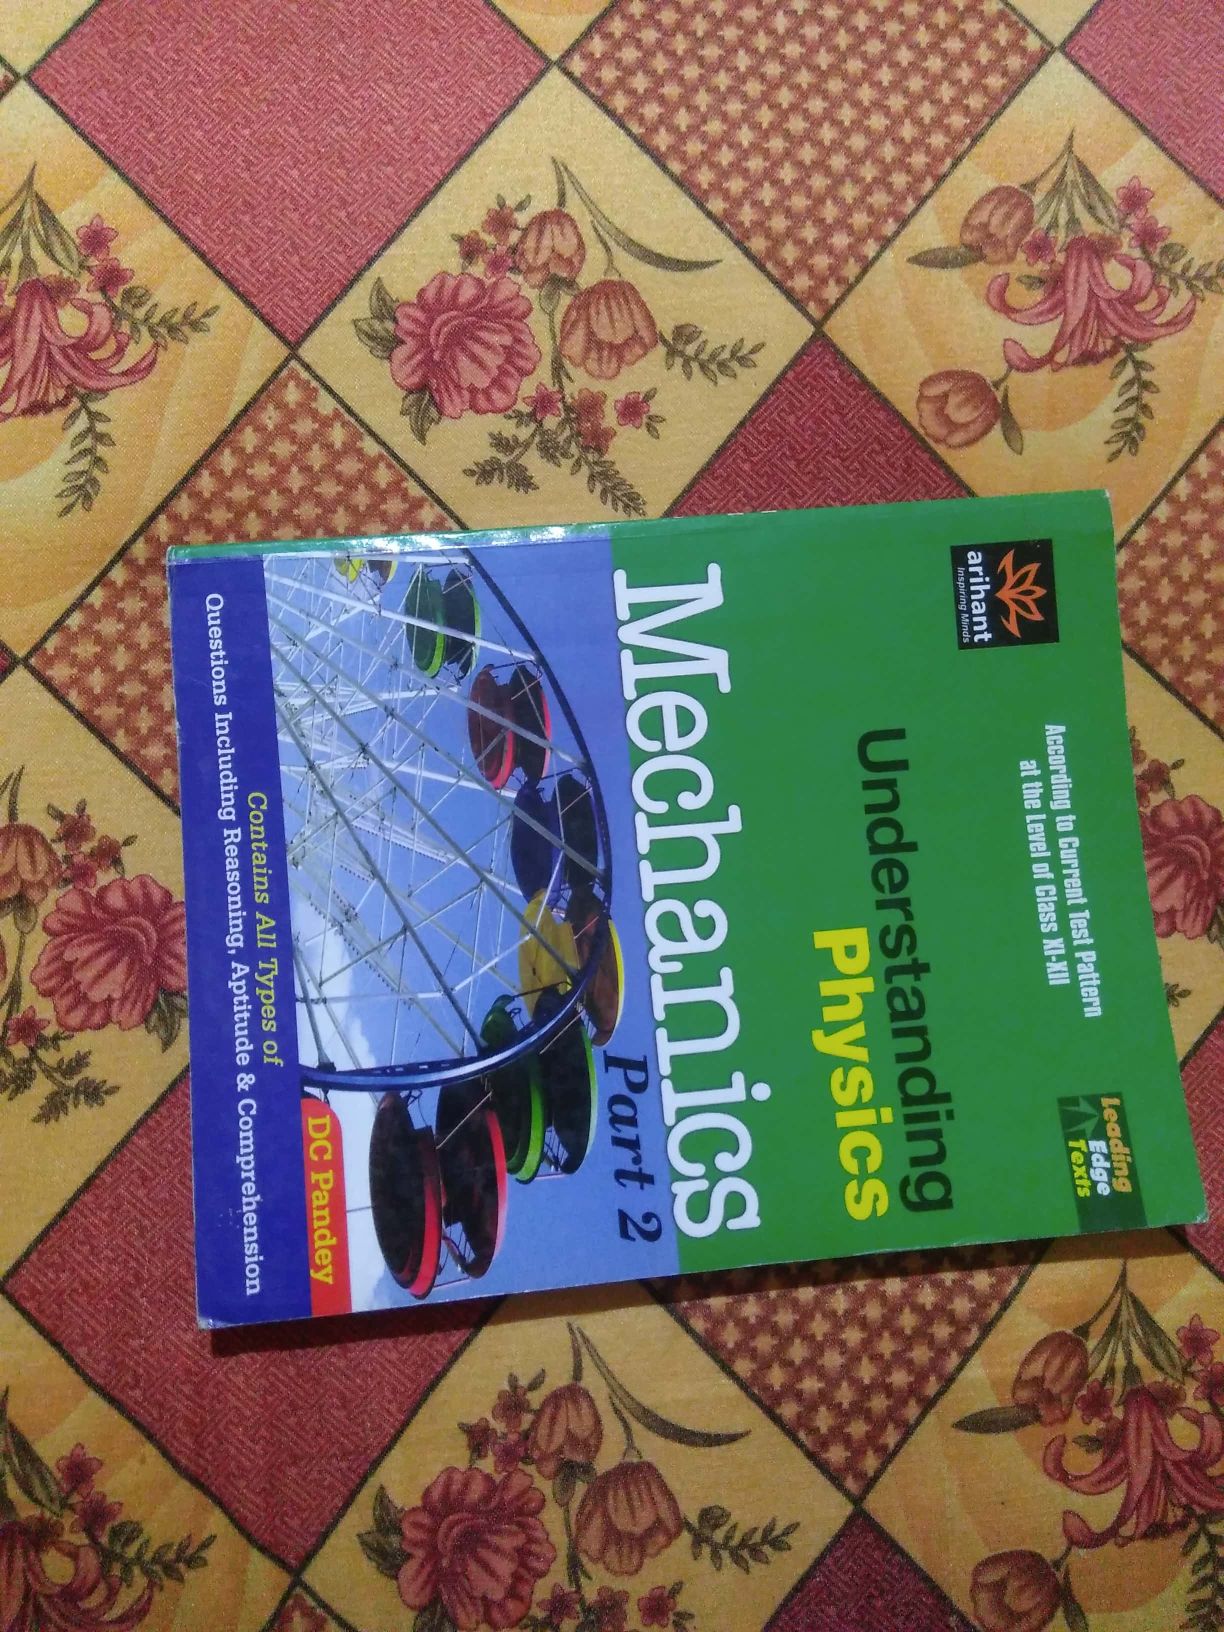 arihant
Inspiring Minds
According to Current Test Pattern
at the Level of Class XI-XII
Leading
Edge
Texts
Understanding
Physics
Mechanics
Part 2
DC Pandey
Contains All Types of
Questions Including Reasoning, Aptitude & Comprehension